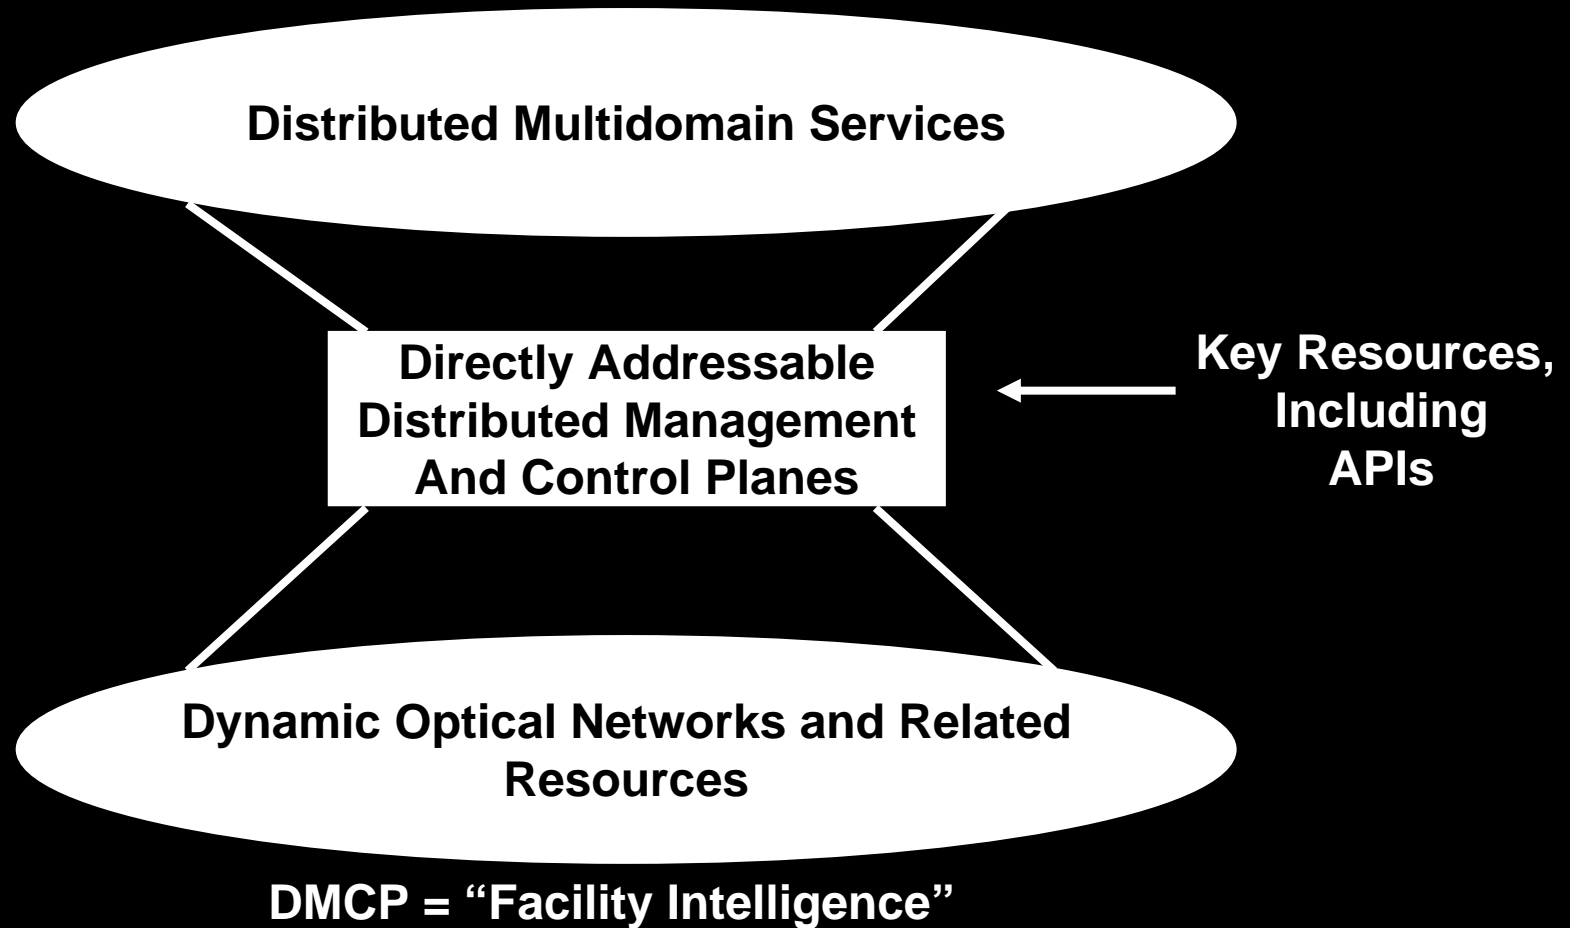 Distributed Multidomain Services
Directly Addressable
Distributed Management
And Control Planes
Key Resources,
Including
APIs
Dynamic Optical Networks and Related
Resources
DMCP = “Facility Intelligence”